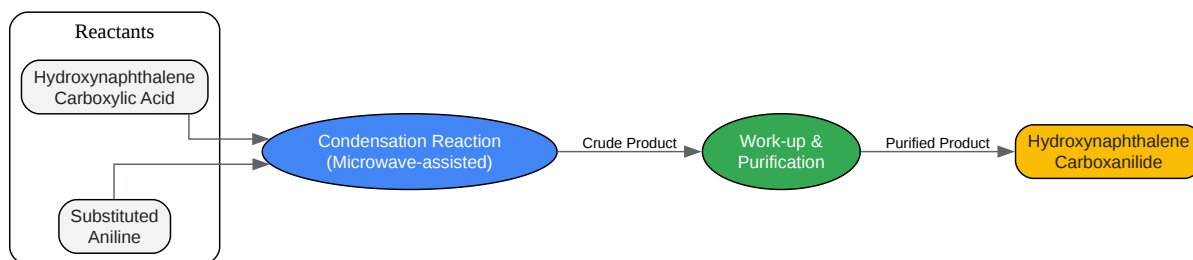 Reactants
Hydroxynaphthalene
Carboxylic Acid
Substituted
Aniline
Condensation Reaction
(Microwave-assisted)
Crude Product
Work-up &
Purification
Purified Product
Hydroxynaphthalene
Carboxanilide